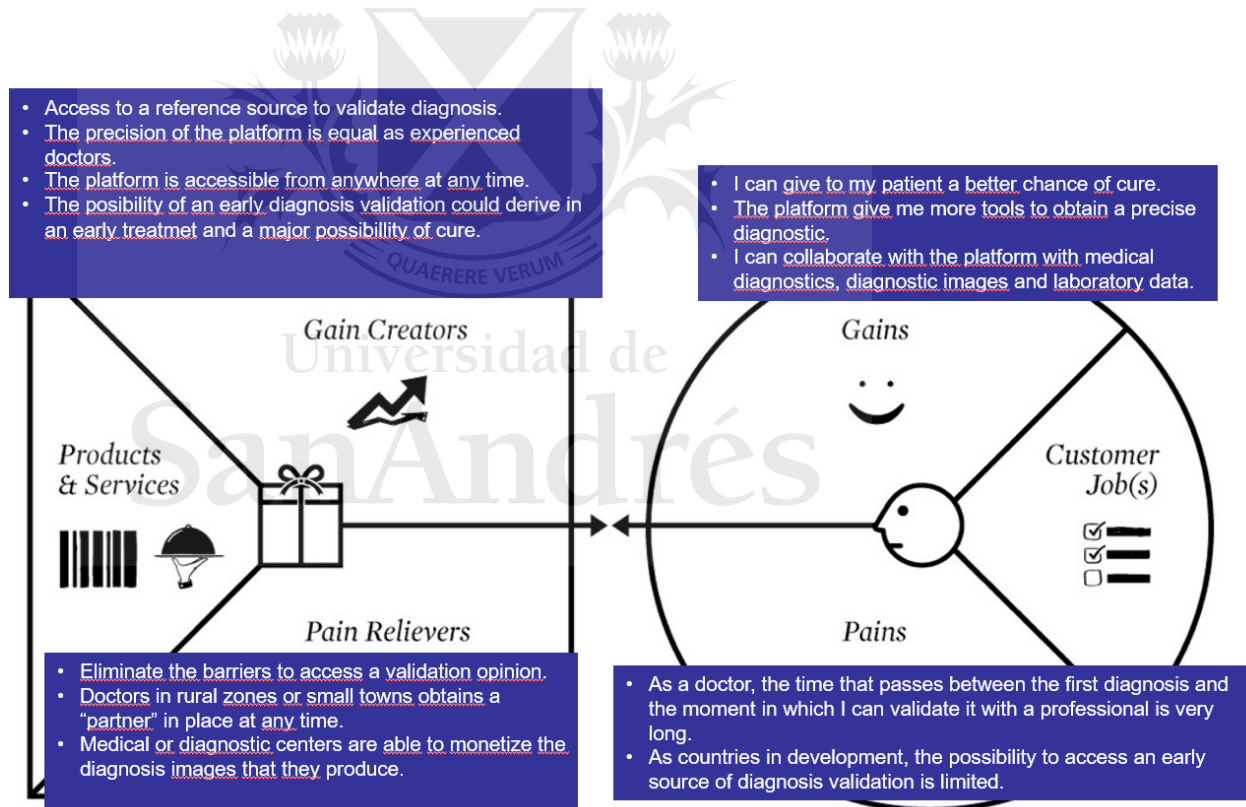 • Access to a reference source to validate diagnosis.
• The precision of the platform is equal as experienced
doctors.
• The platform is accessible from anywhere at any time.
• The posibility of an early diagnosis validation could derive in
an early treatmet and a major possibillity of cure.
• I can give to my patient a better chance of cure.
• The platform give me more tools to obtain a precise
diagnostic.
• I can collaborate with the platform with medical
diagnostics, diagnostic images and laboratory data.
QUAERERE VERUM
Gain Creators
Gains
Universidad de
SanAndrés
Products
& Services
Customer
Job(s)
Pain Relievers
Pains
• Eliminate the barriers to access a validation opinion.
• Doctors in rural zones or small towns obtains a
“partner” in place at any time.
• Medical or diagnostic centers are able to monetize the
diagnosis images that they produce.
• As a doctor, the time that passes between the first diagnosis and
the moment in which I can validate it with a professional is very
long.
• As countries in development, the possibility to access an early
source of diagnosis validation is limited.